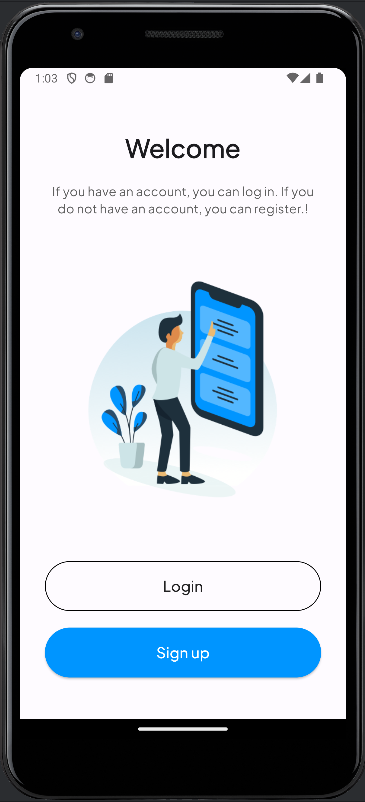 1:03
Welcome
If you have an account, you can log in. If you
do not have an account, you can register.!
Login
Sign up